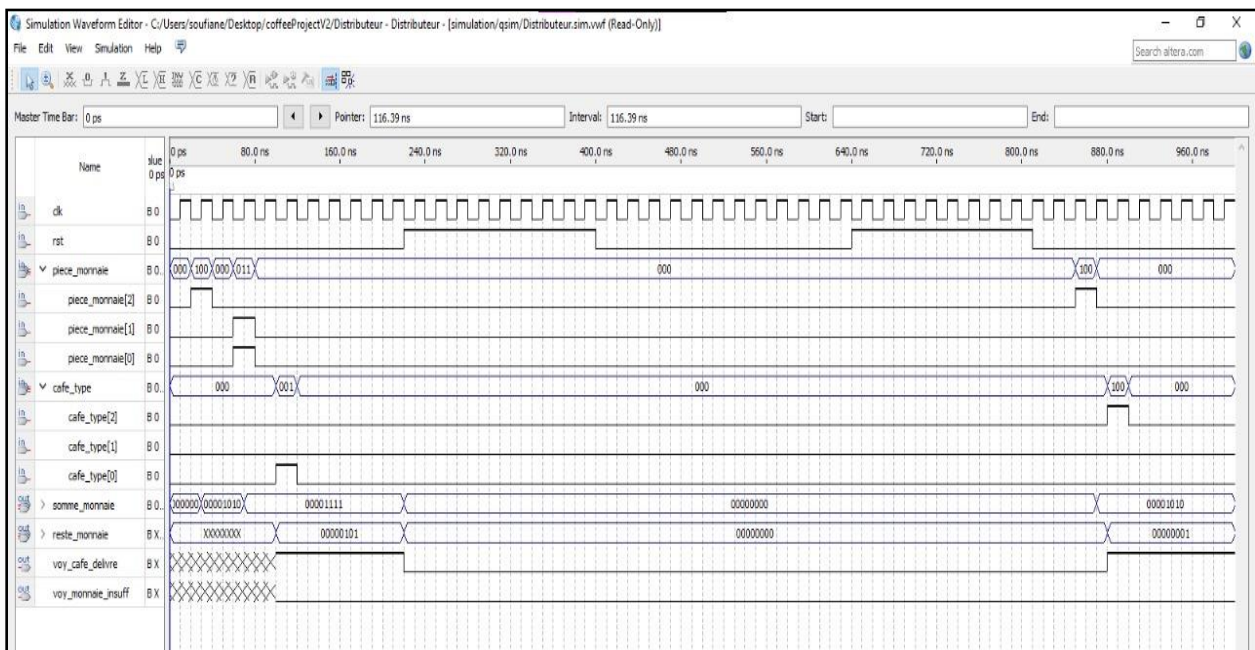 Simulation Waveform Editor - C:/Users/soufiane/Desktop/coffeeProjectV2/Distributeur - Distributeur - [simulation/qsim/Distributeur.sim.vwf (Read-Only)]
File Edit View Simulation Help
Search altera.com
Master Time Bar: 0 ps Pointer: 116.39 ns Interval: 116.39 ns Start: End:
Name
0 ps 80.0 ns 160.0 ns 240.0 ns 320.0 ns 400.0 ns 480.0 ns 560.0 ns 640.0 ns 720.0 ns 800.0 ns 880.0 ns 960.0 ns
0 ps 0 ps
clk B 0
rst B 0
piece_monnaie B 0.. 000 100 000 011 000 100 000
piece_monnaie[2] B 0
piece_monnaie[1] B 0
piece_monnaie[0] B 0
cafe_type B 0.. 000 001 000 100 000
cafe_type[2] B 0
cafe_type[1] B 0
cafe_type[0] B 0
somme_monnaie B 0.. 00001010 00001111 00000000 00001010
reste_monnaie B X.. XXXXXXXX 00000101 00000000 00000001
voy_cafe_delivre B X
voy_monnaie_insuff B X